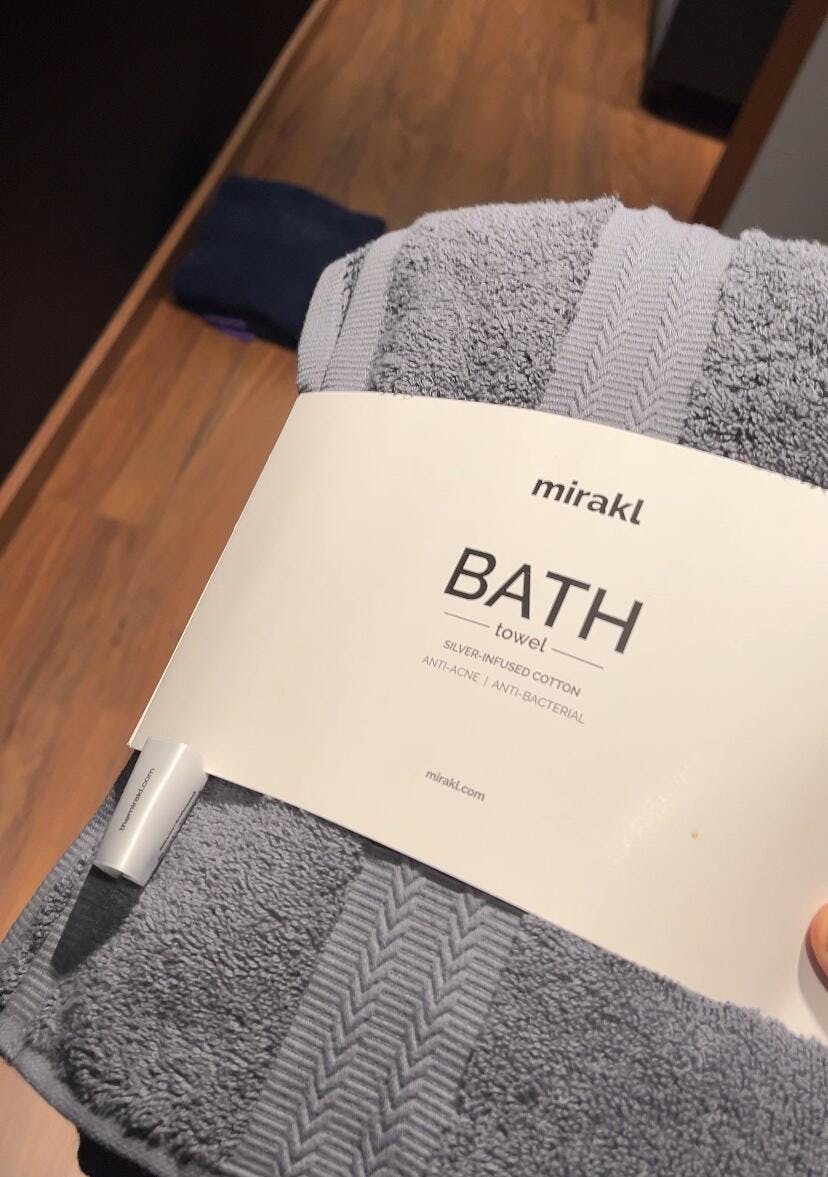 mirakl
BATH
towel
SILVER-INFUSED COTTON
ANTI-ACNE | ANTI-BACTERIAL
mirakl.com
themirakl.com